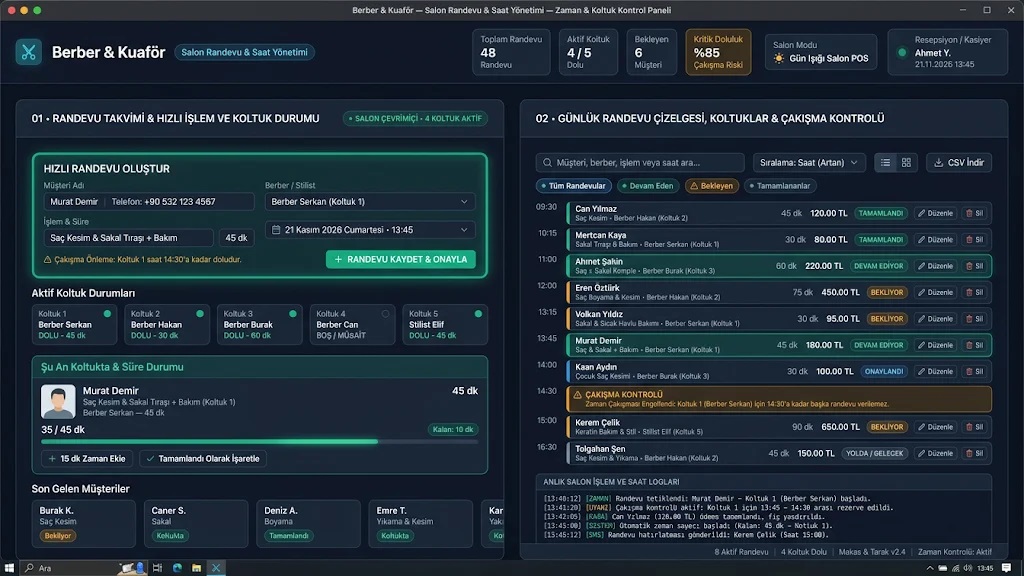 Berber & Kuaför — Salon Randevu & Saat Yönetimi — Zaman & Koltuk Kontrol Paneli
Berber & Kuaför
Salon Randevu & Saat Yönetimi
Toplam Randevu
48
Randevu
Aktif Koltuk
4 / 5
Dolu
Bekleyen
6
Müşteri
Kritik Doluluk
%85
Çakışma Riski
Salon Modu
Gün Işığı Salon POS
Resepsiyon / Kasiyer
Ahmet Y.
21.11.2026 13:45
01 • RANDEVU TAKVİMİ & HIZLI İŞLEM VE KOLTUK DURUMU
• SALON ÇEVRİMİÇİ • 4 KOLTUK AKTİF
HIZLI RANDEVU OLUŞTUR
Müşteri Adı
Murat Demir | Telefon: +90 532 123 4567
Berber / Stilist
Berber Serkan (Koltuk 1)
İşlem & Süre
Saç Kesim & Sakal Tıraşı + Bakım
45 dk
21 Kasım 2026 Cumartesi • 13:45
Çakışma Önleme: Koltuk 1 saat 14:30'a kadar doludur.
+ RANDEVU KAYDET & ONAYLA
Aktif Koltuk Durumları
Koltuk 1
Berber Serkan
DOLU - 45 dk
Koltuk 2
Berber Hakan
DOLU - 30 dk
Koltuk 3
Berber Burak
DOLU - 60 dk
Koltuk 4
Berber Can
BOŞ / MÜSAİT
Koltuk 5
Stilist Elif
DOLU - 45 dk
Şu An Koltukta & Süre Durumu
Murat Demir
45 dk
Saç Kesim & Sakal Tıraşı + Bakım (Koltuk 1)
Berber Serkan — 45 dk
35 / 45 dk
Kalan: 10 dk
+ 15 dk Zaman Ekle
Tamamlandı Olarak İşaretle
Son Gelen Müşteriler
Burak K.
Saç Kesim
Bekliyor
Caner S.
Sakal
Deniz A.
Boyama
Tamamlandı
Emre T.
Yıkama & Kesim
Koltukta
Kar
Yak
Ko
02 • GÜNLÜK RANDEVU ÇİZELGESİ, KOLTUKLAR & ÇAKIŞMA KONTROLÜ
Müşteri, berber, işlem veya saat ara...
Sıralama: Saat (Artan)
CSV İndir
• Tüm Randevular
• Devam Eden
Bekleyen
• Tamamlananlar
09:30
Can Yılmaz
Saç Kesim • Berber Hakan (Koltuk 2)
45 dk 120.00 TL TAMAMLANDI Düzenle Sil
10:15
Mertcan Kaya
Sakal Tıraşı & Bakım • Berber Serkan (Koltuk 1)
30 dk 80.00 TL TAMAMLANDI Düzenle Sil
11:00
Ahmet Şahin
Saç & Sakal Komple • Berber Burak (Koltuk 3)
60 dk 220.00 TL DEVAM EDİYOR Düzenle Sil
12:00
Eren Öztürk
Saç Boyama & Kesim • Berber Hakan (Koltuk 2)
75 dk 450.00 TL BEKLİYOR Düzenle Sil
13:15
Volkan Yıldız
Sakal & Sıcak Havlu Bakımı • Berber Serkan (Koltuk 1)
30 dk 95.00 TL BEKLİYOR Düzenle Sil
13:45
Murat Demir
Saç & Sakal + Bakım • Berber Serkan (Koltuk 1)
45 dk 180.00 TL DEVAM EDİYOR Düzenle Sil
14:00
Kaan Aydın
Çocuk Saç Kesimi • Berber Burak (Koltuk 3)
30 dk 100.00 TL ONAYLANDI Düzenle Sil
14:30
ÇAKIŞMA KONTROLÜ
Zaman Çakışması Engellendi: Koltuk 1 (Berber Serkan) için 14:30'a kadar başka randevu verilemez.
15:00
Kerem Çelik
Keratin Bakım & Stil • Stilist Elif (Koltuk 5)
90 dk 650.00 TL BEKLİYOR Düzenle Sil
16:30
Tolgahan Şen
Saç Kesim & Yıkama • Berber Hakan (Koltuk 2)
45 dk 150.00 TL YOLDA / GELECEK Düzenle Sil
ANLIK SALON İŞLEM VE SAAT LOGLARI
[13:40:12] [ZAMAN] Randevu tetiklendi: Murat Demir - Koltuk 1 (Berber Serkan) başladı.
[13:41:20] [UYARI] Çakışma kontrolü aktif: Koltuk 1 için 13:45 - 14:30 arası rezerve edildi.
[13:42:05] [KASA] Can Yılmaz (120.00 TL) ödeme tamamlandı, fiş yazdırıldı.
[13:45:00] [SİSTEM] Otomatik zaman sayacı başladı (Kalan: 45 dk - Koltuk 1).
[13:45:12] [SMS] Randevu hatırlatması gönderildi: Kerem Çelik (Saat 15:00).
8 Aktif Randevu | 4 Koltuk Dolu | Makas & Tarak v2.4 | Zaman Kontrolü: Aktif
Ara
13:45